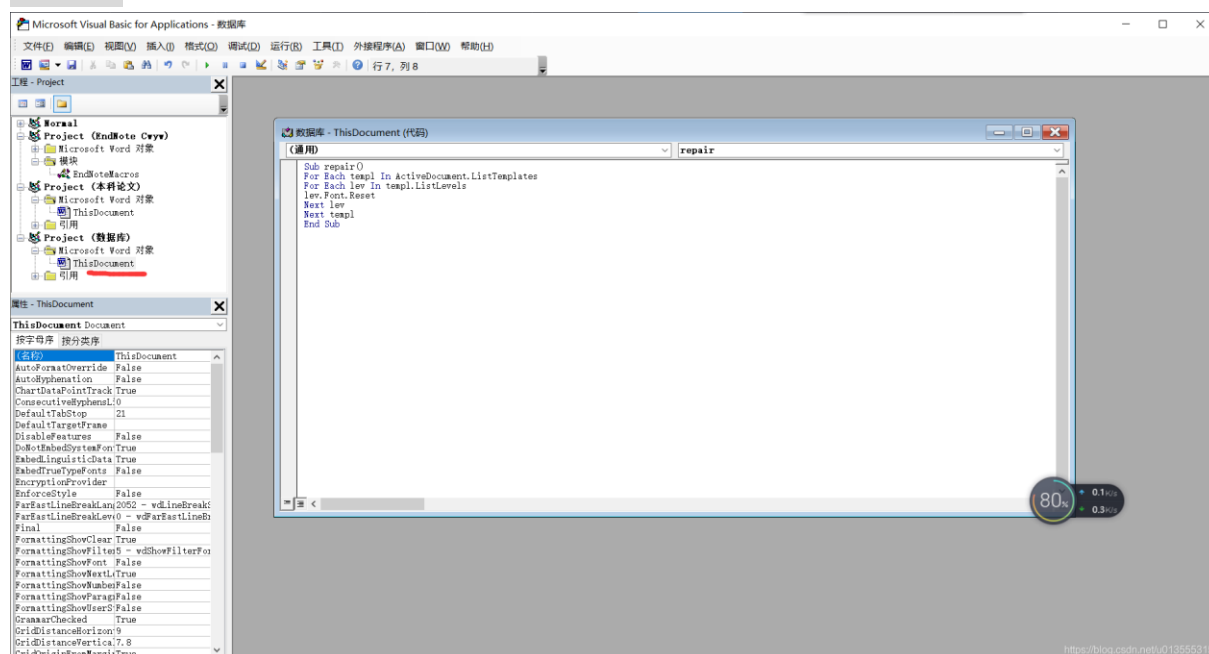 Microsoft Visual Basic for Applications - 数据库
文件(F) 编辑(E) 视图(V) 插入(I) 格式(O) 调试(D) 运行(R) 工具(T) 外接程序(A) 窗口(W) 帮助(H)
行 7, 列 8
工程 - Project
Normal
Project (EndNote Cwyw)
Microsoft Word 对象
模块
EndNoteMacros
Project (本科论文)
Microsoft Word 对象
ThisDocument
引用
Project (数据库)
Microsoft Word 对象
ThisDocument
引用
属性 - ThisDocument
ThisDocument Document
按字母序 按分类序
(名称) ThisDocument
AutoFormatOverride False
AutoHyphenation False
ChartDataPointTrack True
ConsecutiveHyphensL 0
DefaultTabStop 21
DefaultTargetFrame
DisableFeatures False
DoNotEmbedSystemFon True
EmbedLinguisticData True
EmbedTrueTypeFonts False
EncryptionProvider
EnforceStyle False
FarEastLineBreakLan 2052 - wdLineBreakS
FarEastLineBreakLev 0 - wdFarEastLineBr
Final False
FormattingShowClear True
FormattingShowFilte 5 - wdShowFilterFor
FormattingShowFont False
FormattingShowNextL True
FormattingShowNumbe False
FormattingShowParag False
FormattingShowUserS False
GrammarChecked True
GridDistanceHorizon 9
GridDistanceVertica 7.8
GridOriginFromMargi True
数据库 - ThisDocument (代码)
(通用) repair
Sub repair()
For Each templ In ActiveDocument.ListTemplates
For Each lev In templ.ListLevels
lev.Font.Reset
Next lev
Next templ
End Sub
80%
0.1K/s
0.3K/s